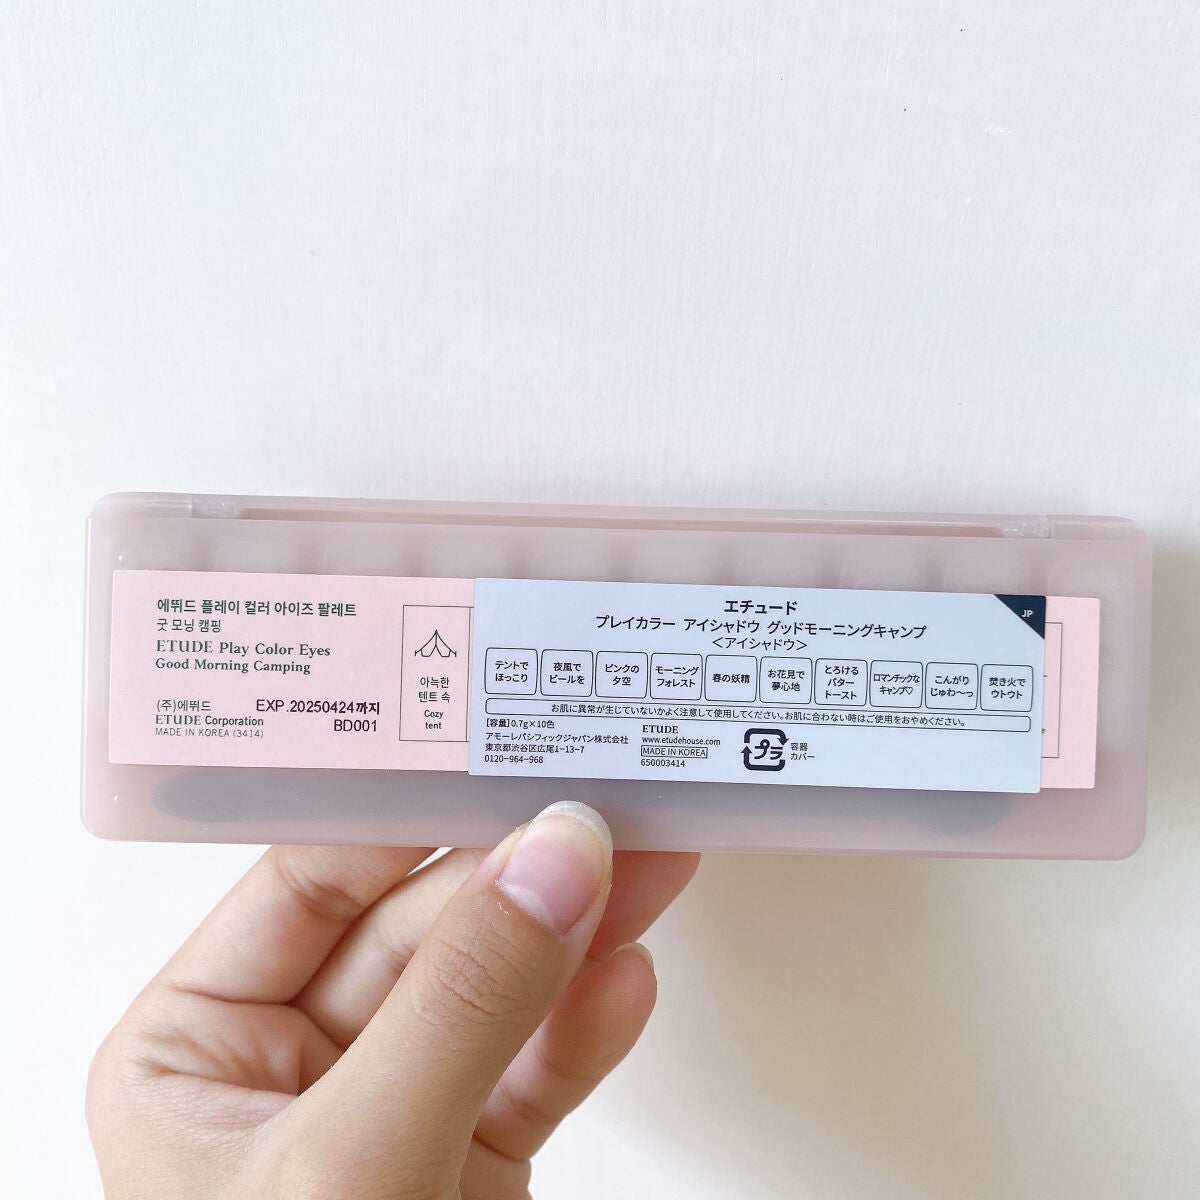 에뛰드 플레이 컬러 아이즈 팔레트
굿 모닝 캠핑
ETUDE Play Color Eyes
Good Morning Camping
(주)에뛰드
ETUDE Corporation
MADE IN KOREA (3414)
EXP.20250424까지
BD001
아늑한
텐트 속
Cozy
tent
JP
エチュード
プレイカラー アイシャドウ グッドモーニングキャンプ
＜アイシャドウ＞
テントで
ほっこり
夜風で
ビールを
ピンクの
夕空
モーニング
フォレスト
春の妖精
お花見で
夢心地
とろける
バター
トースト
ロマンチックな
キャンプ♡
こんがり
じゅわ〜っ
焚き火で
ウトウト
お肌に異常が生じていないかよく注意して使用してください。お肌に合わない時はご使用をおやめください。
【容量】0.7g×10色
アモーレパシフィックジャパン株式会社
東京都渋谷区広尾1-13-7
0120-964-968
ETUDE
www.etudehouse.com
MADE IN KOREA
650003414
プラ
容器
カバー